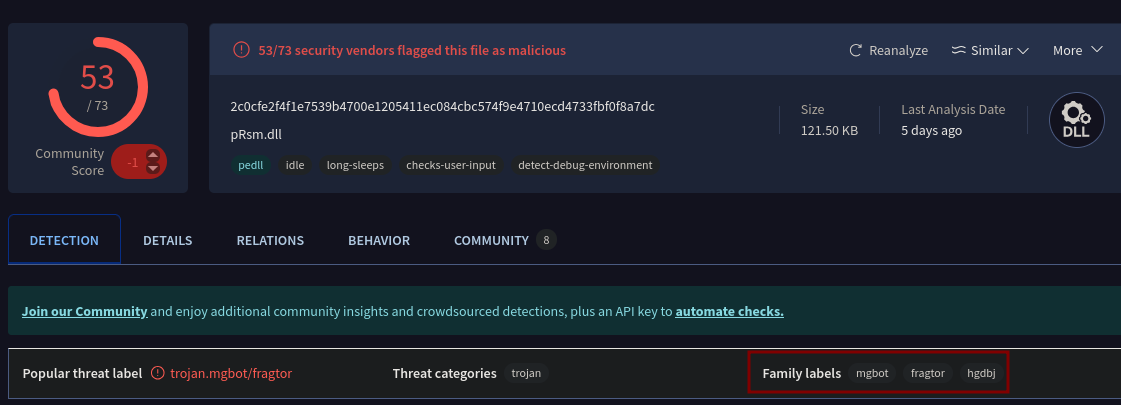 53
/ 73
Community
Score
-1
53/73 security vendors flagged this file as malicious
Reanalyze
Similar
More
2c0cfe2f4f1e7539b4700e1205411ec084cbc574f9e4710ecd4733fbf0f8a7dc
pRsm.dll
pedll idle long-sleeps checks-user-input detect-debug-environment
Size
121.50 KB
Last Analysis Date
5 days ago
DLL
DETECTION DETAILS RELATIONS BEHAVIOR COMMUNITY 8
Join our Community and enjoy additional community insights and crowdsourced detections, plus an API key to automate checks.
Popular threat label trojan.mgbot/fragtor Threat categories trojan Family labels mgbot fragtor hgdbj